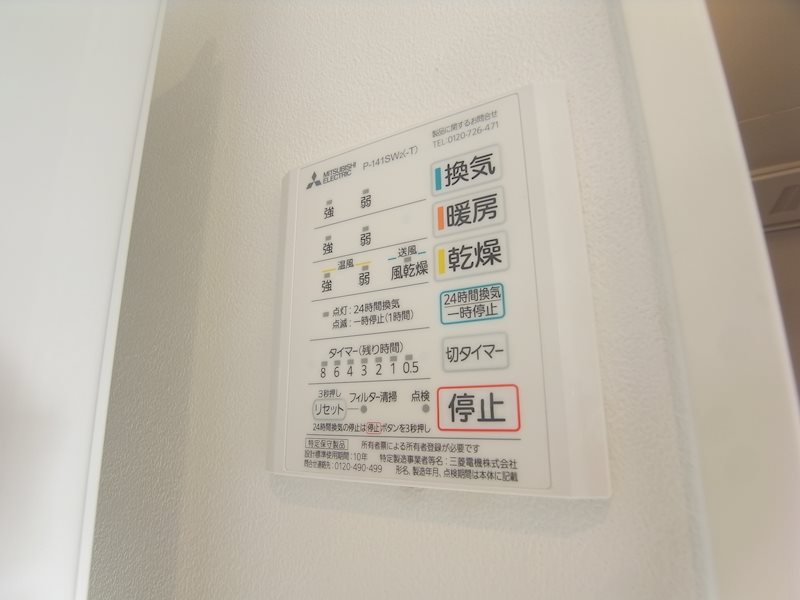 製品に関するお問合せ
TEL:0120-726-471
MITSUBISHI ELECTRIC P-141SW2(-T)
強 弱 換気
強 弱 暖房
温風 送風
強 弱 風乾燥 乾燥
点灯:24時間換気
点滅:一時停止(1時間)
24時間換気
一時停止
タイマー(残り時間)
8 6 4 3 2 1 0.5
切タイマー
3秒押し
リセット フィルター清掃 点検
停止
24時間換気の停止は停止ボタンを3秒押し
特定保守製品 所有者票による所有者登録が必要です
設計標準使用期間:10年 特定製造事業者等名:三菱電機株式会社
問合せ連絡先:0120-490-499 形名、製造年月、点検期間は本体に記載